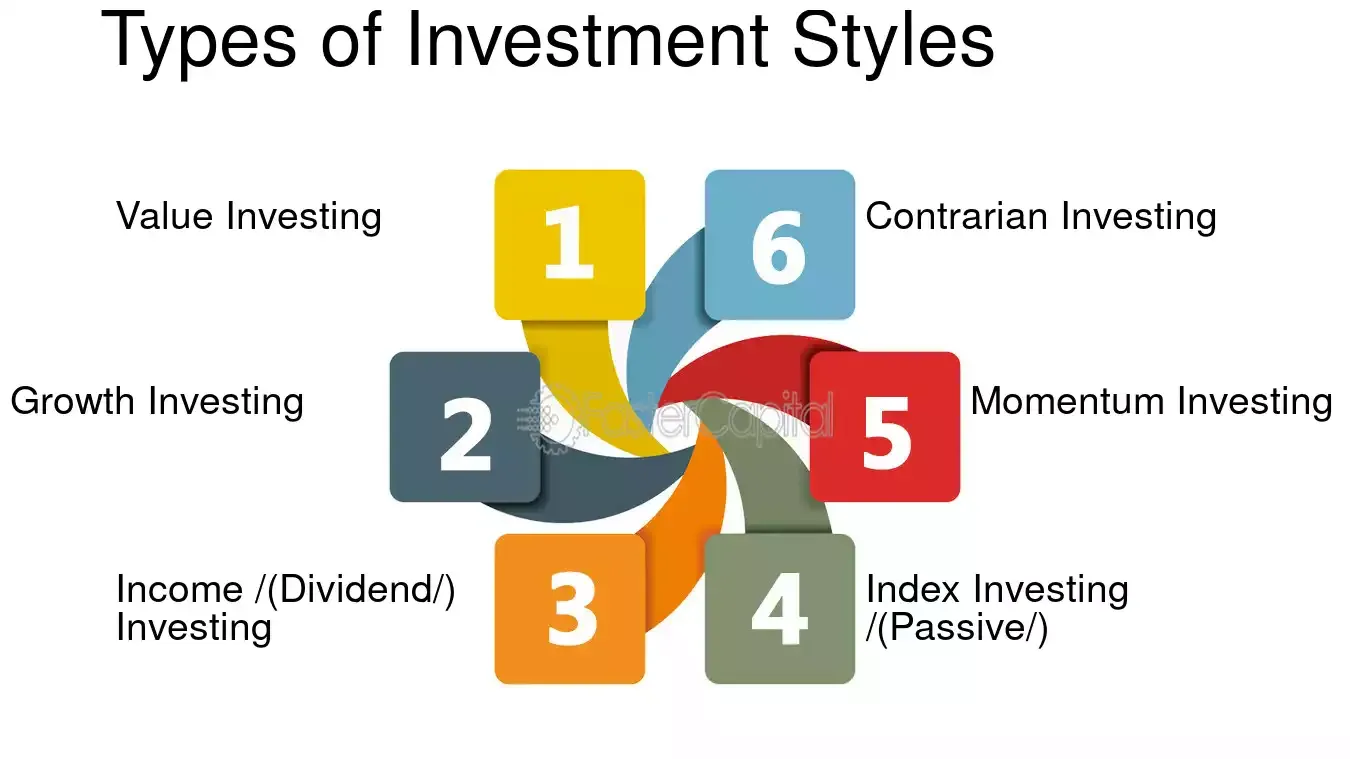 Types of Investment Styles
1
Value Investing
2
Growth Investing
3
Income /(Dividend/)
Investing
4
Index Investing
/(Passive/)
5
Momentum Investing
6
Contrarian Investing
FasterCapital